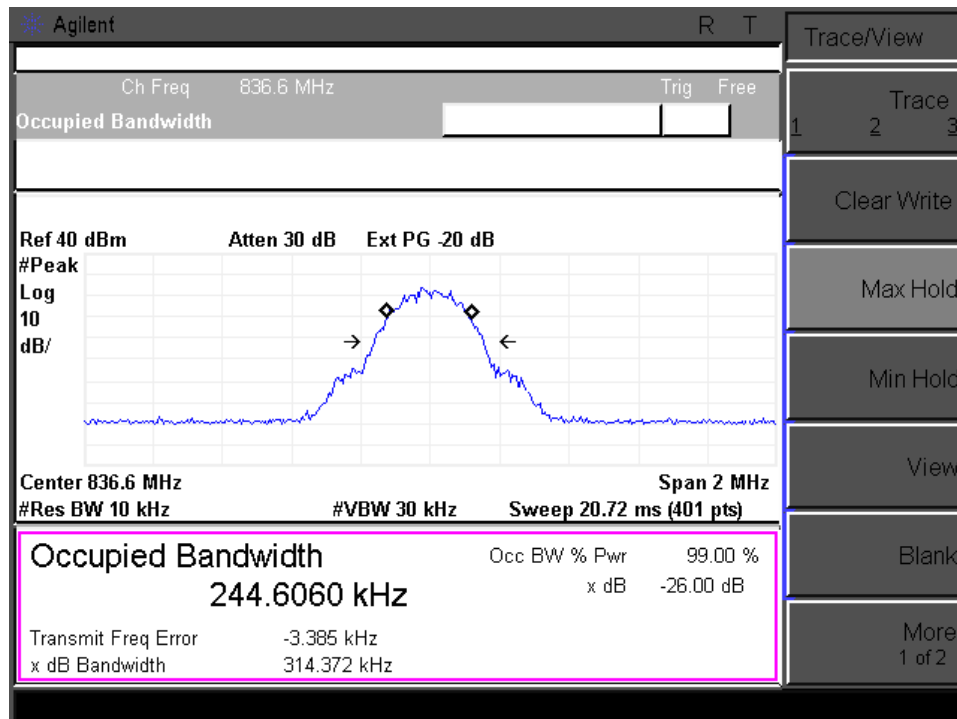 Agilent R T
Trace/View
Ch Freq 836.6 MHz Trig Free
Occupied Bandwidth
Trace
1 2 3
Clear Write
Ref 40 dBm Atten 30 dB Ext PG -20 dB
#Peak
Log
10
dB/
Max Hold
Min Hold
View
Center 836.6 MHz Span 2 MHz
#Res BW 10 kHz #VBW 30 kHz Sweep 20.72 ms (401 pts)
Occupied Bandwidth Occ BW % Pwr 99.00 %
244.6060 kHz x dB -26.00 dB
Transmit Freq Error -3.385 kHz
x dB Bandwidth 314.372 kHz
Blank
More
1 of 2